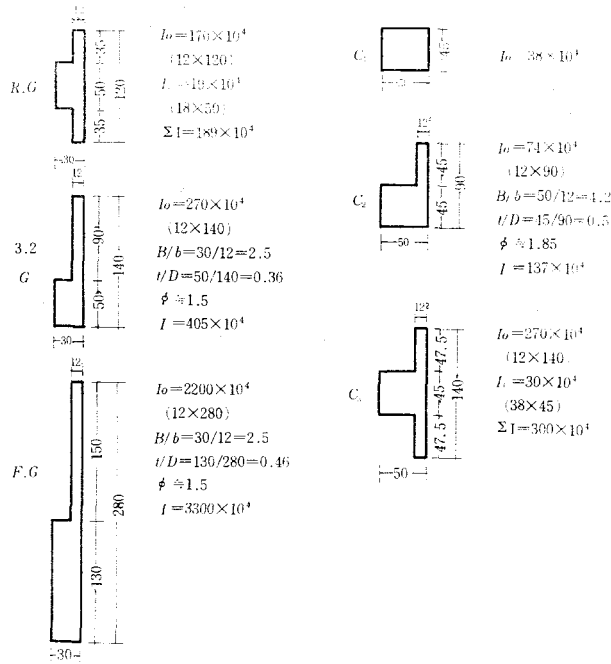 R.G
12
35
50
35
120
30
Io=170×10⁴
(12×120)
=19×10⁴
(18×50)
ΣI=189×10⁴
3.2
G
12
90
50
140
30
Io=270×10⁴
(12×140)
B/b=30/12=2.5
t/D=50/140=0.36
φ≒1.5
I=405×10⁴
F.G
12
150
130
280
30
Io=2200×10⁴
(12×280)
B/b=30/12=2.5
t/D=130/280=0.46
φ≒1.5
I=3300×10⁴
45
Io=38×10⁴
12
45
45
90
50
Io=74×10⁴
(12×90)
B/b=50/12=4.2
t/D=45/90=0.5
φ≒1.85
I=137×10⁴
12
47.5
45
47.5
140
50
Io=270×10⁴
(12×140
=30×10⁴
(38×45)
ΣI=300×10⁴